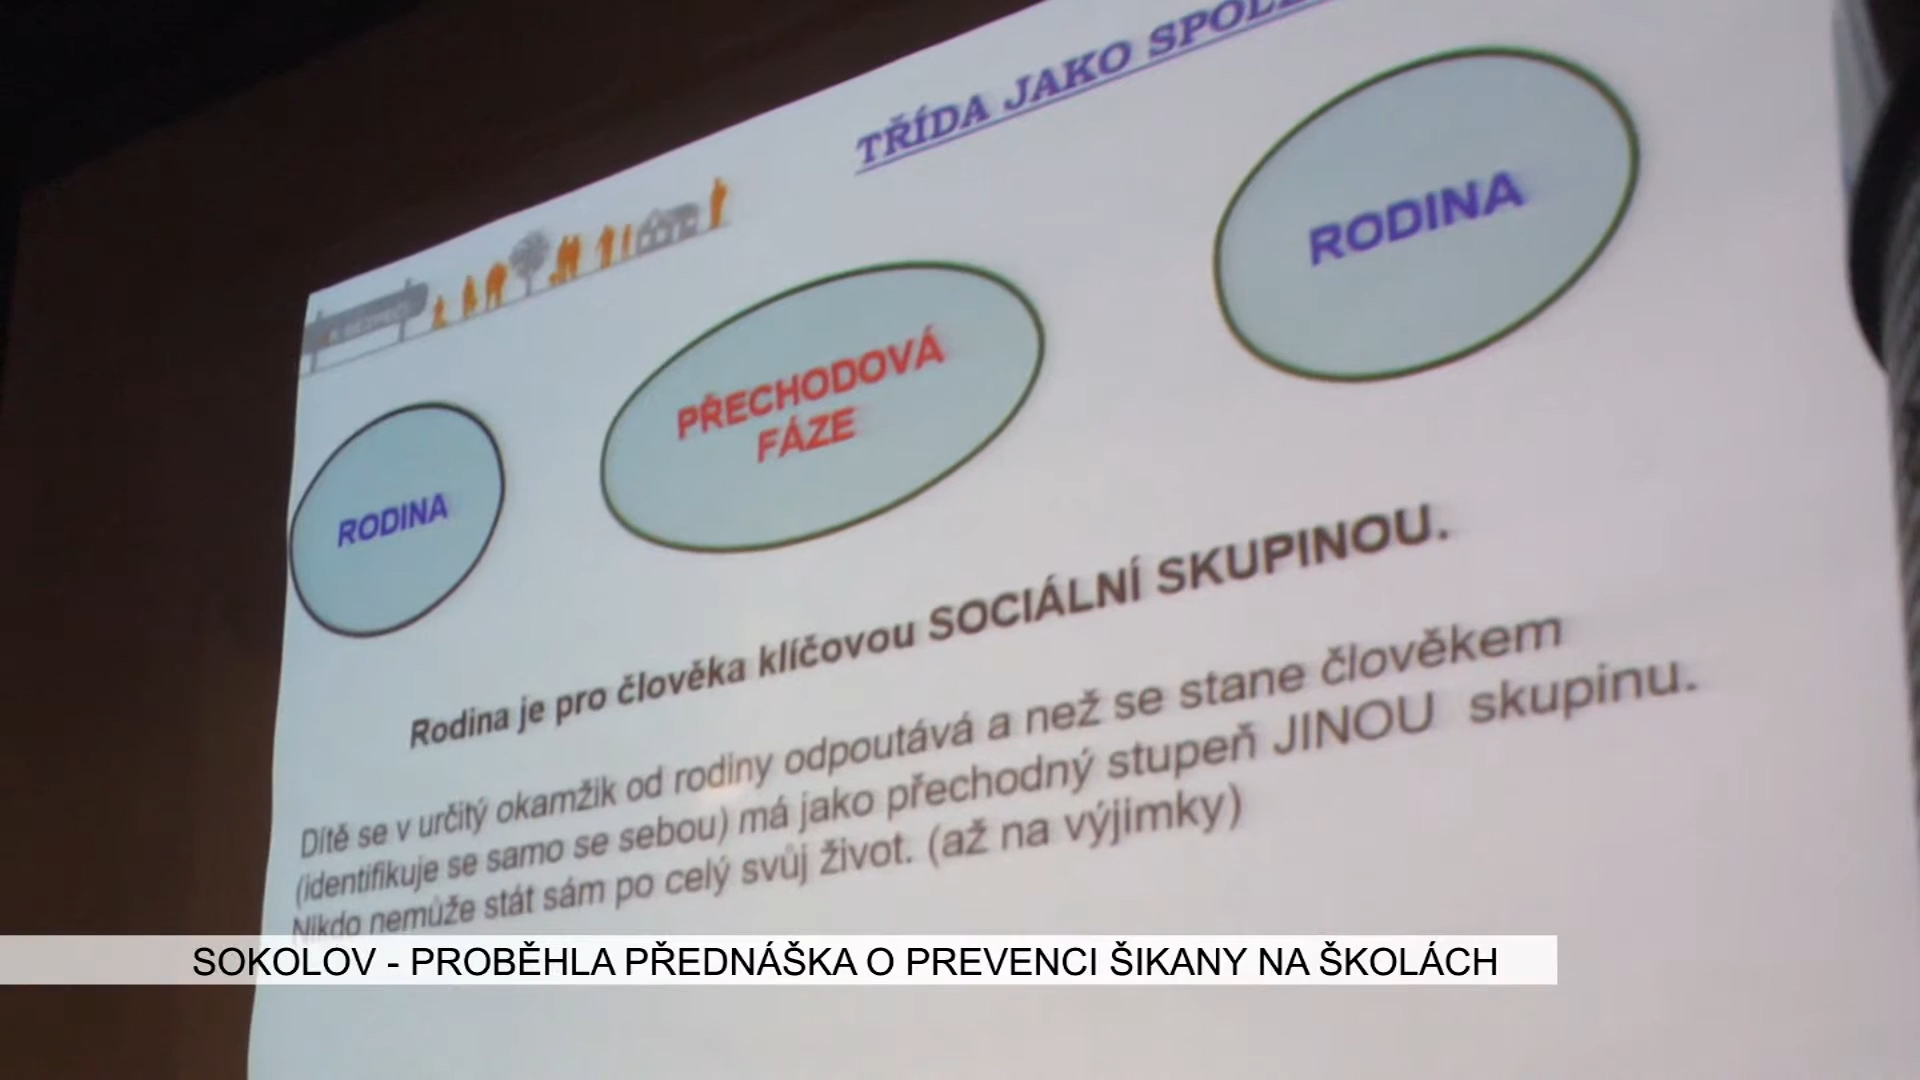 TŘÍDA JAKO
RODINA
PŘECHODOVÁ
FÁZE
RODINA
Rodina je pro člověka klíčovou SOCIÁLNÍ SKUPINOU.
Dítě se v určitý okamžik od rodiny odpoutává a než se stane člověkem
(identifikuje se samo se sebou) má jako přechodný stupeň JINOU skupinu.
Nikdo nemůže stát sám po celý svůj život. (až na výjimky)
SOKOLOV - PROBĚHLA PŘEDNÁŠKA O PREVENCI ŠIKANY NA ŠKOLÁCH